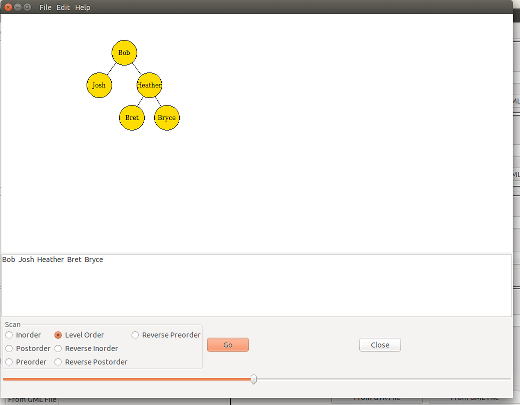 File Edit Help
Bob
Josh Heather
Bret Bryce
Bob Josh Heather Bret Bryce
Scan
Inorder Level Order Reverse Preorder
Postorder Reverse Inorder
Preorder Reverse Postorder
Go Close
From GML File